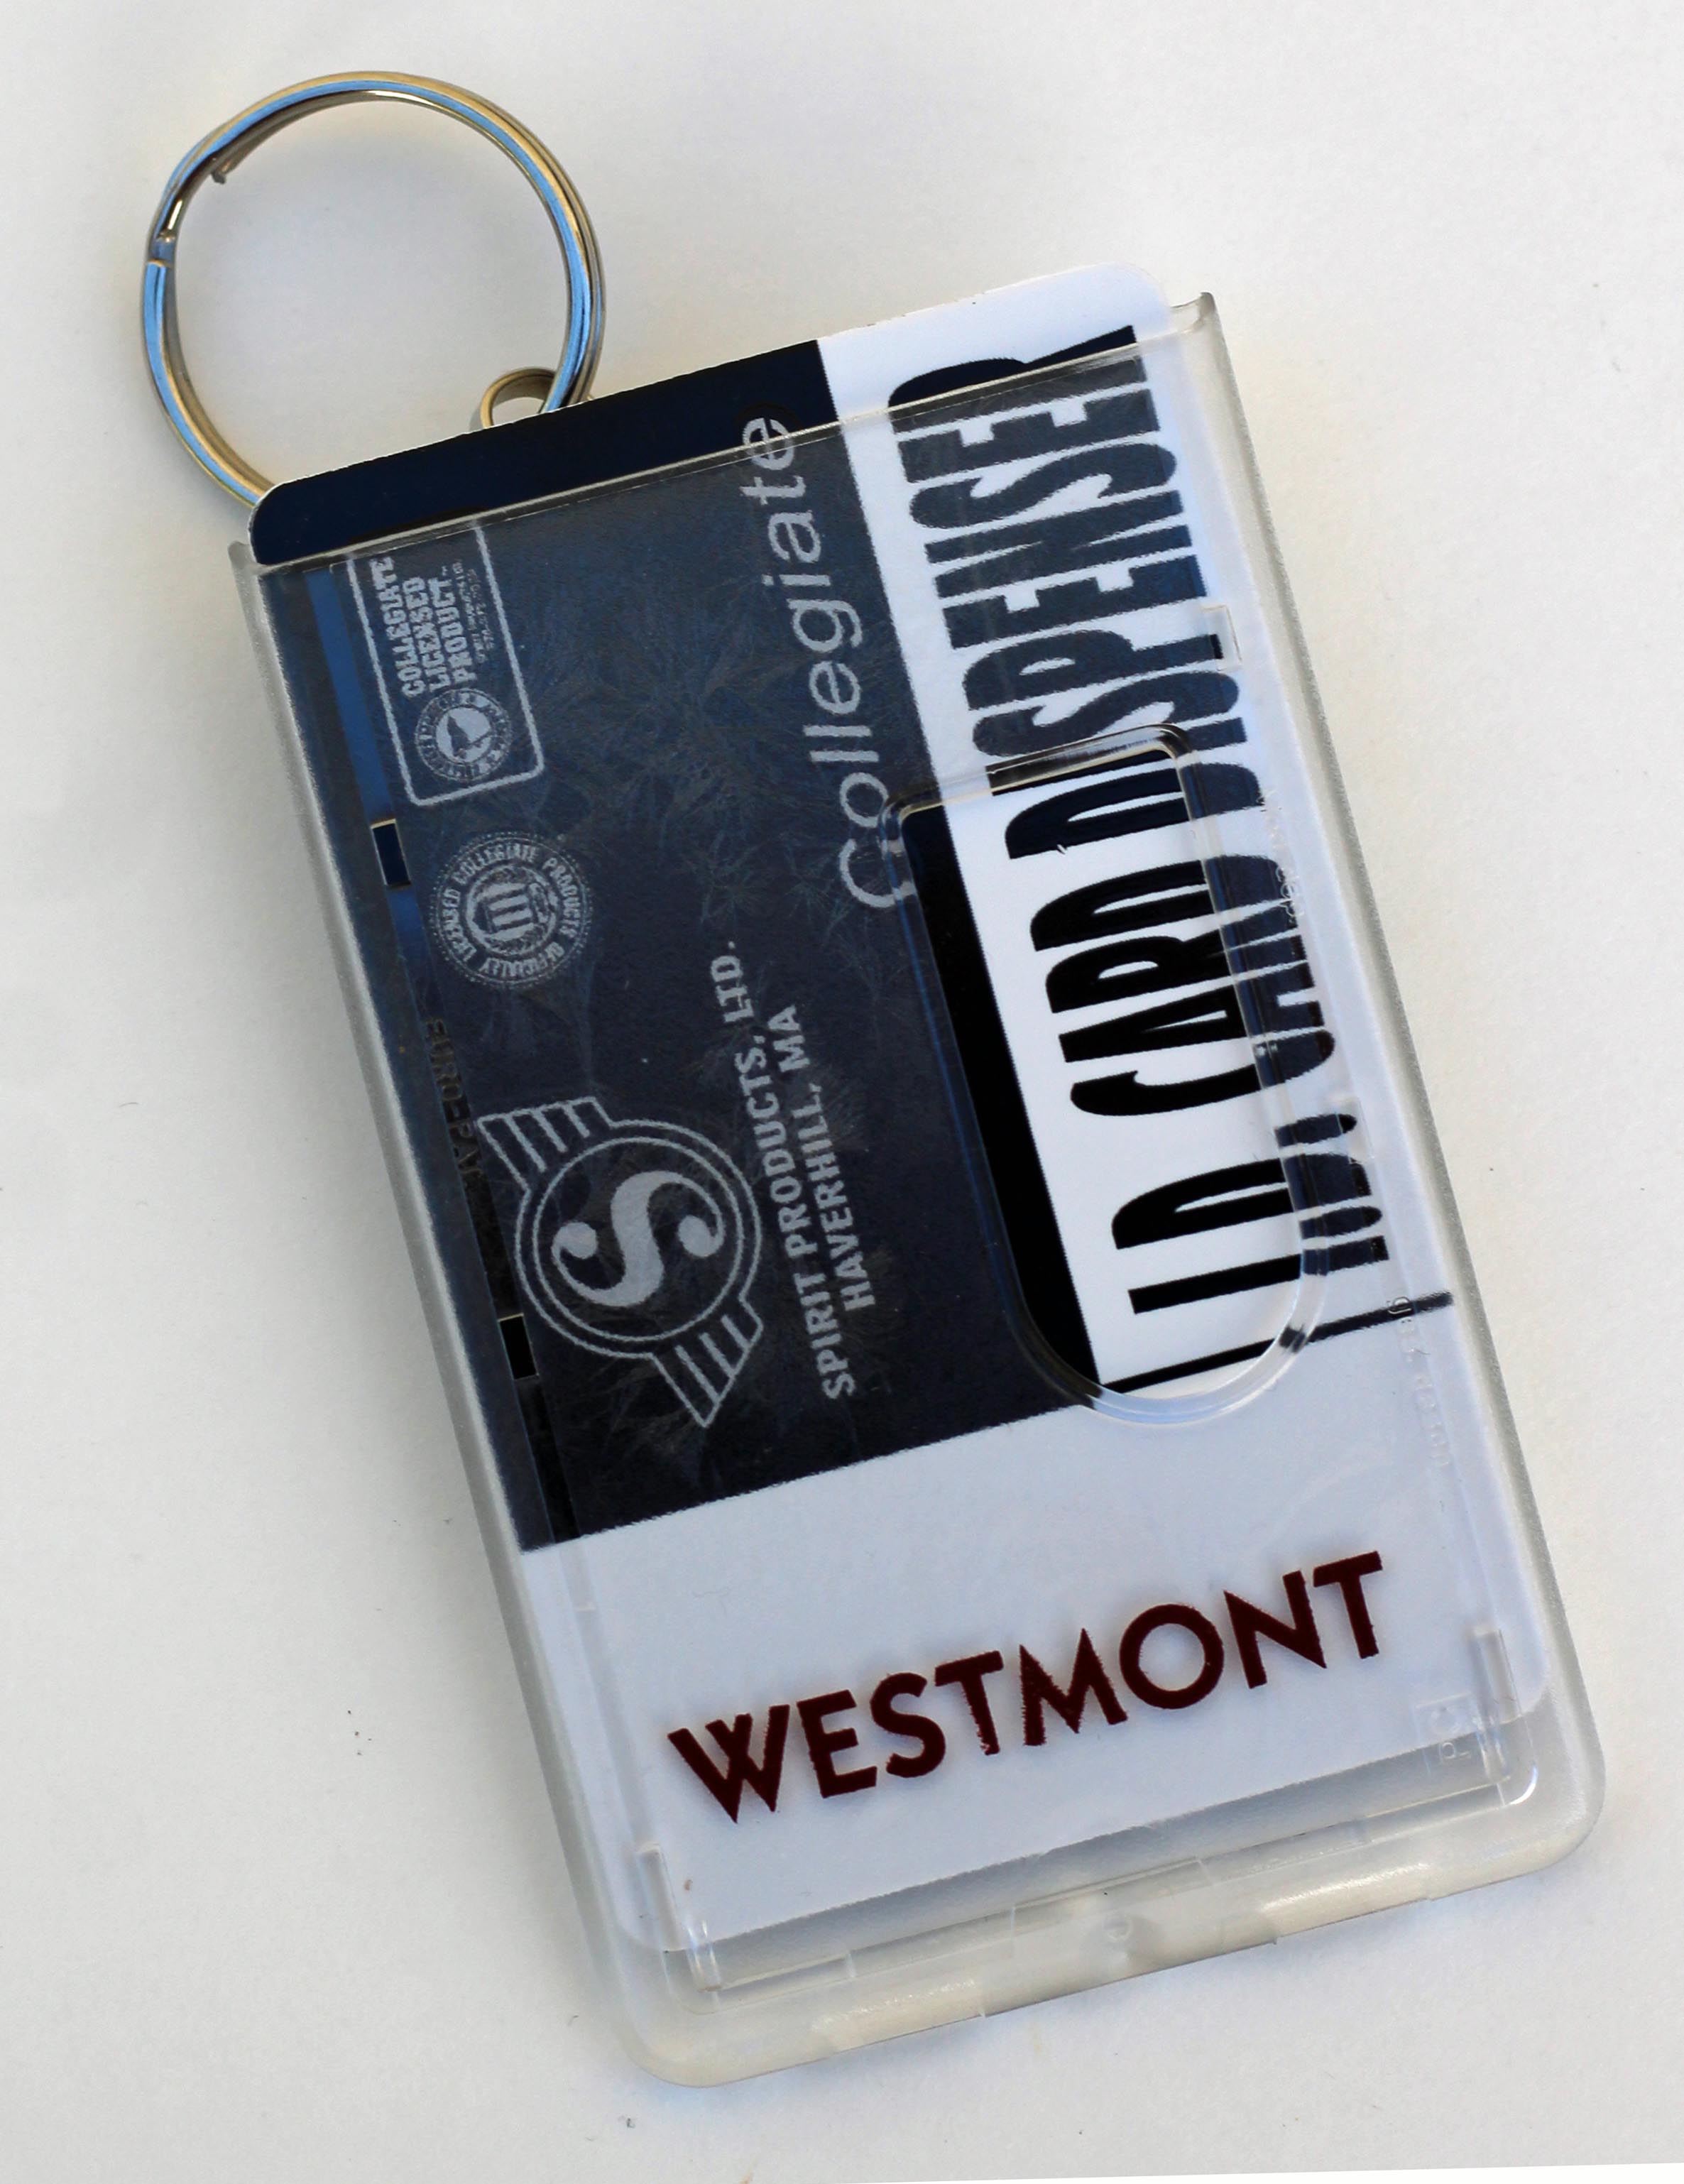 Collegiate
I.D. CARD DISPENSER
COLLEGIATE
LICENSED
PRODUCT
OFFICIALLY LICENSED COLLEGIATE PRODUCTS
S
SPIRIT PRODUCTS, LTD.
HAVERHILL, MA
WESTMONT